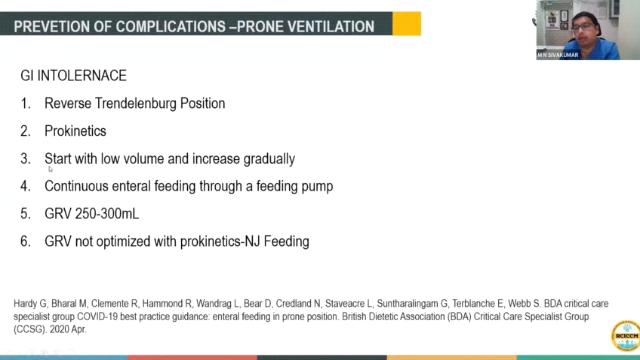 PREVETION OF COMPLICATIONS –PRONE VENTILATION
M N SIVAKUMAR
GI INTOLERNACE
1. Reverse Trendelenburg Position
2. Prokinetics
3. Start with low volume and increase gradually
4. Continuous enteral feeding through a feeding pump
5. GRV 250-300mL
6. GRV not optimized with prokinetics-NJ Feeding
Hardy G, Bharal M, Clemente R, Hammond R, Wandrag L, Bear D, Credland N, Staveacre L, Suntharalingam G, Terblanche E, Webb S. BDA critical care
specialist group COVID-19 best practice guidance: enteral feeding in prone position. British Dietetic Association (BDA) Critical Care Specialist Group
(CCSG). 2020 Apr.